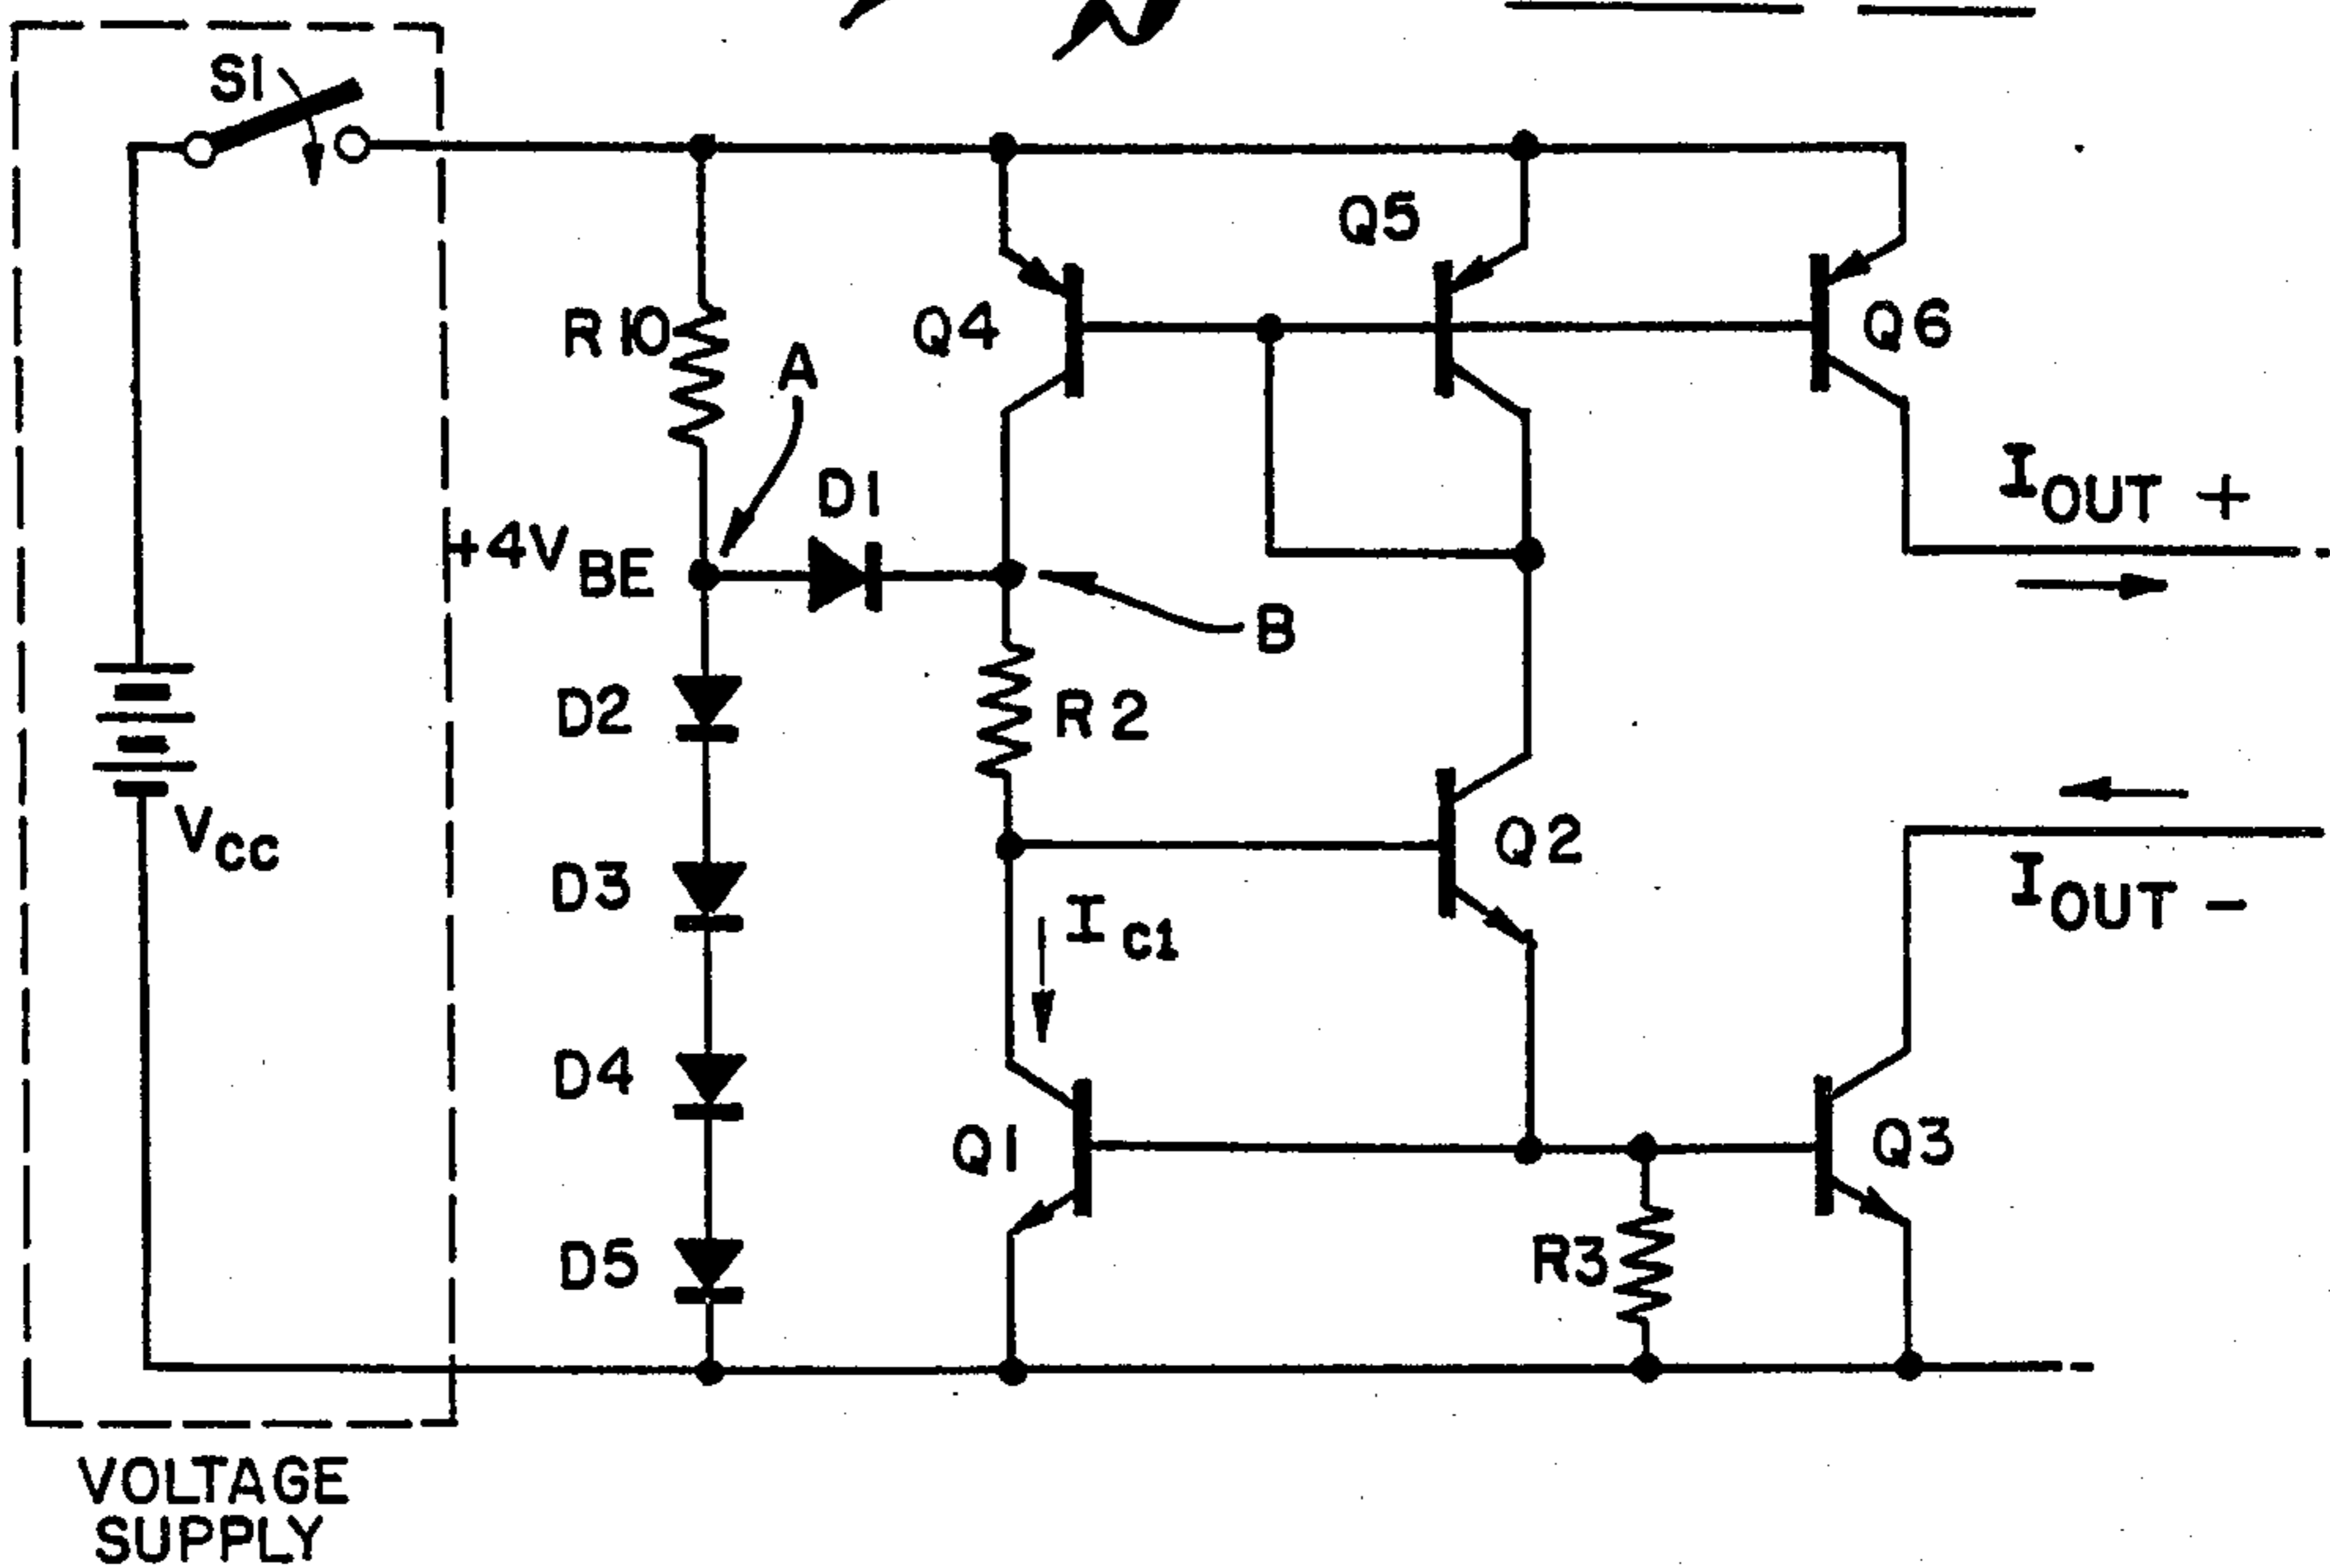 S1
Q5
R10
Q4
Q6
A
D1
IOUT +
+4VBE
B
D2
R2
VCC
Q2
D3
IOUT −
Ic1
D4
Q1
Q3
R3
D5
VOLTAGE
SUPPLY